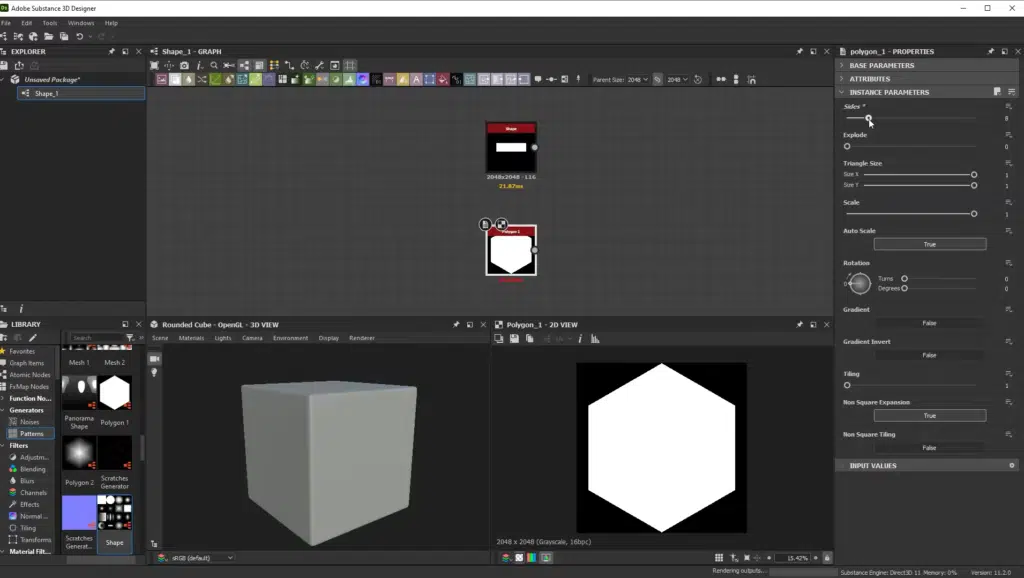 Adobe Substance 3D Designer
File Edit Tools Windows Help
EXPLORER
Unsaved Package*
Shape_1
Shape_1 - GRAPH
Parent Size: 2048 2048
Shape
2048x2048 - L16
21.87ms
Polygon 1
polygon_1 - PROPERTIES
BASE PARAMETERS
ATTRIBUTES
INSTANCE PARAMETERS
Sides *
8
Explode
0
Triangle Size
Size X 1
Size Y 1
Scale
1
Auto Scale
True
Rotation
Turns 0
Degrees 0
Gradient
False
Gradient Invert
False
Tiling
1
Non Square Expansion
True
Non Square Tiling
False
INPUT VALUES
LIBRARY
Search
Favorites
Graph Items
Atomic Nodes
FxMap Nodes
Function No...
Generators
Noises
Patterns
Filters
Adjustm...
Blending
Blurs
Channels
Effects
Normal...
Tiling
Transforms
Material Filt...
Mesh 1 Mesh 2
Panorama Shape
Polygon 1
Polygon 2
Scratches Generator
Scratches Generat...
Shape
Rounded Cube - OpenGL - 3D VIEW
Scene Materials Lights Camera Environment Display Renderer
sRGB (default)
Polygon_1 - 2D VIEW
2048 x 2048 (Grayscale, 16bpc)
15.42%
Rendering outputs...
Substance Engine: Direct3D 11 Memory: 0% Version: 11.2.0